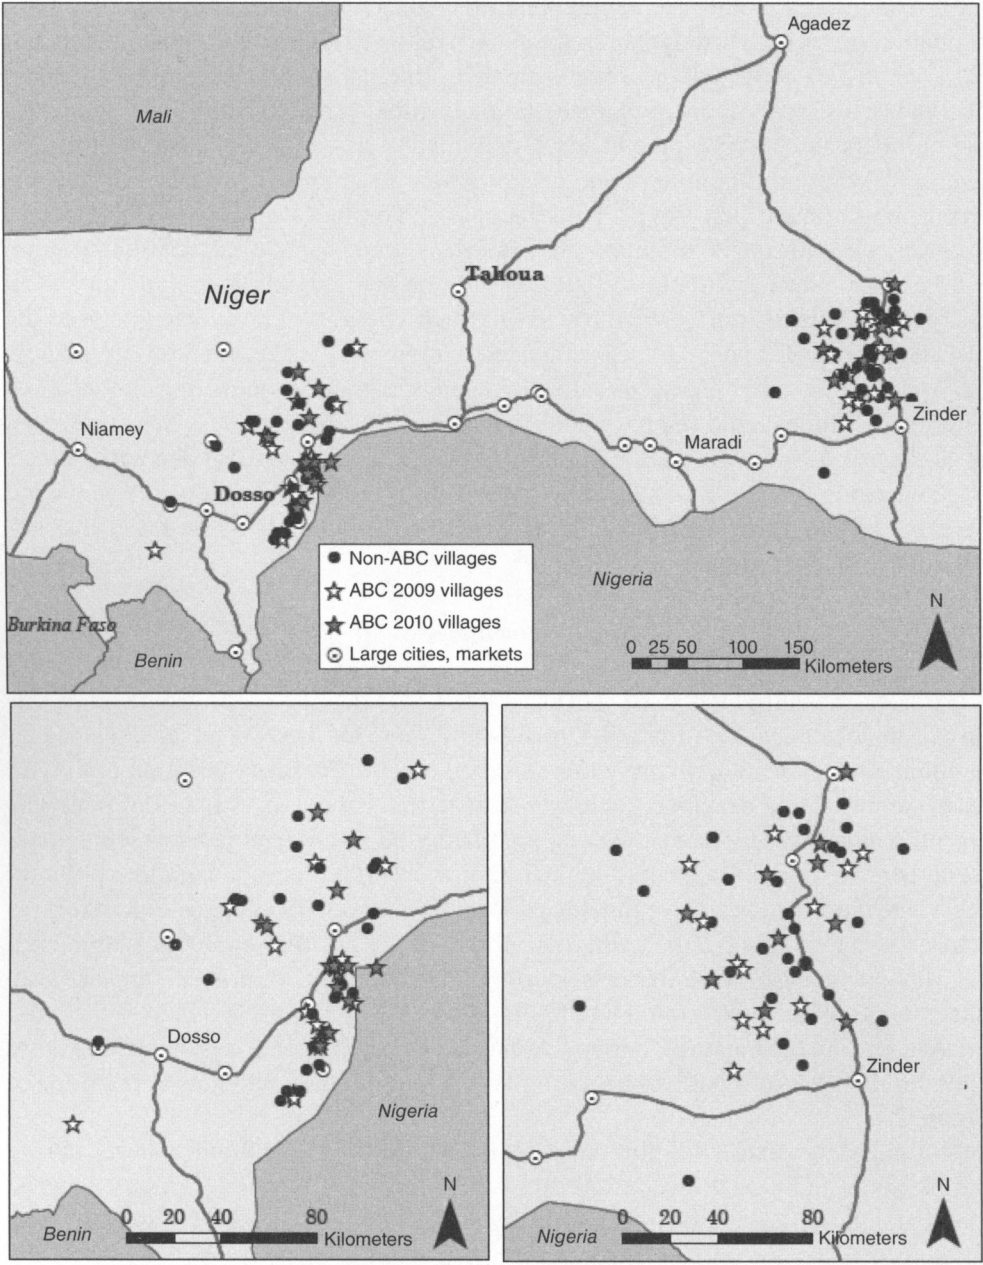 Agadez
Mali
Tahoua
Niger
Niamey
Maradi
Zinder
Dosso
Non-ABC villages
ABC 2009 villages
ABC 2010 villages
Large cities, markets
Burkina Faso
Benin
Nigeria
N
0 25 50 100 150
Kilometers
Dosso
Nigeria
Benin
N
0 20 40 80
Kilometers
Zinder
Nigeria
N
0 20 40 80
Kilometers